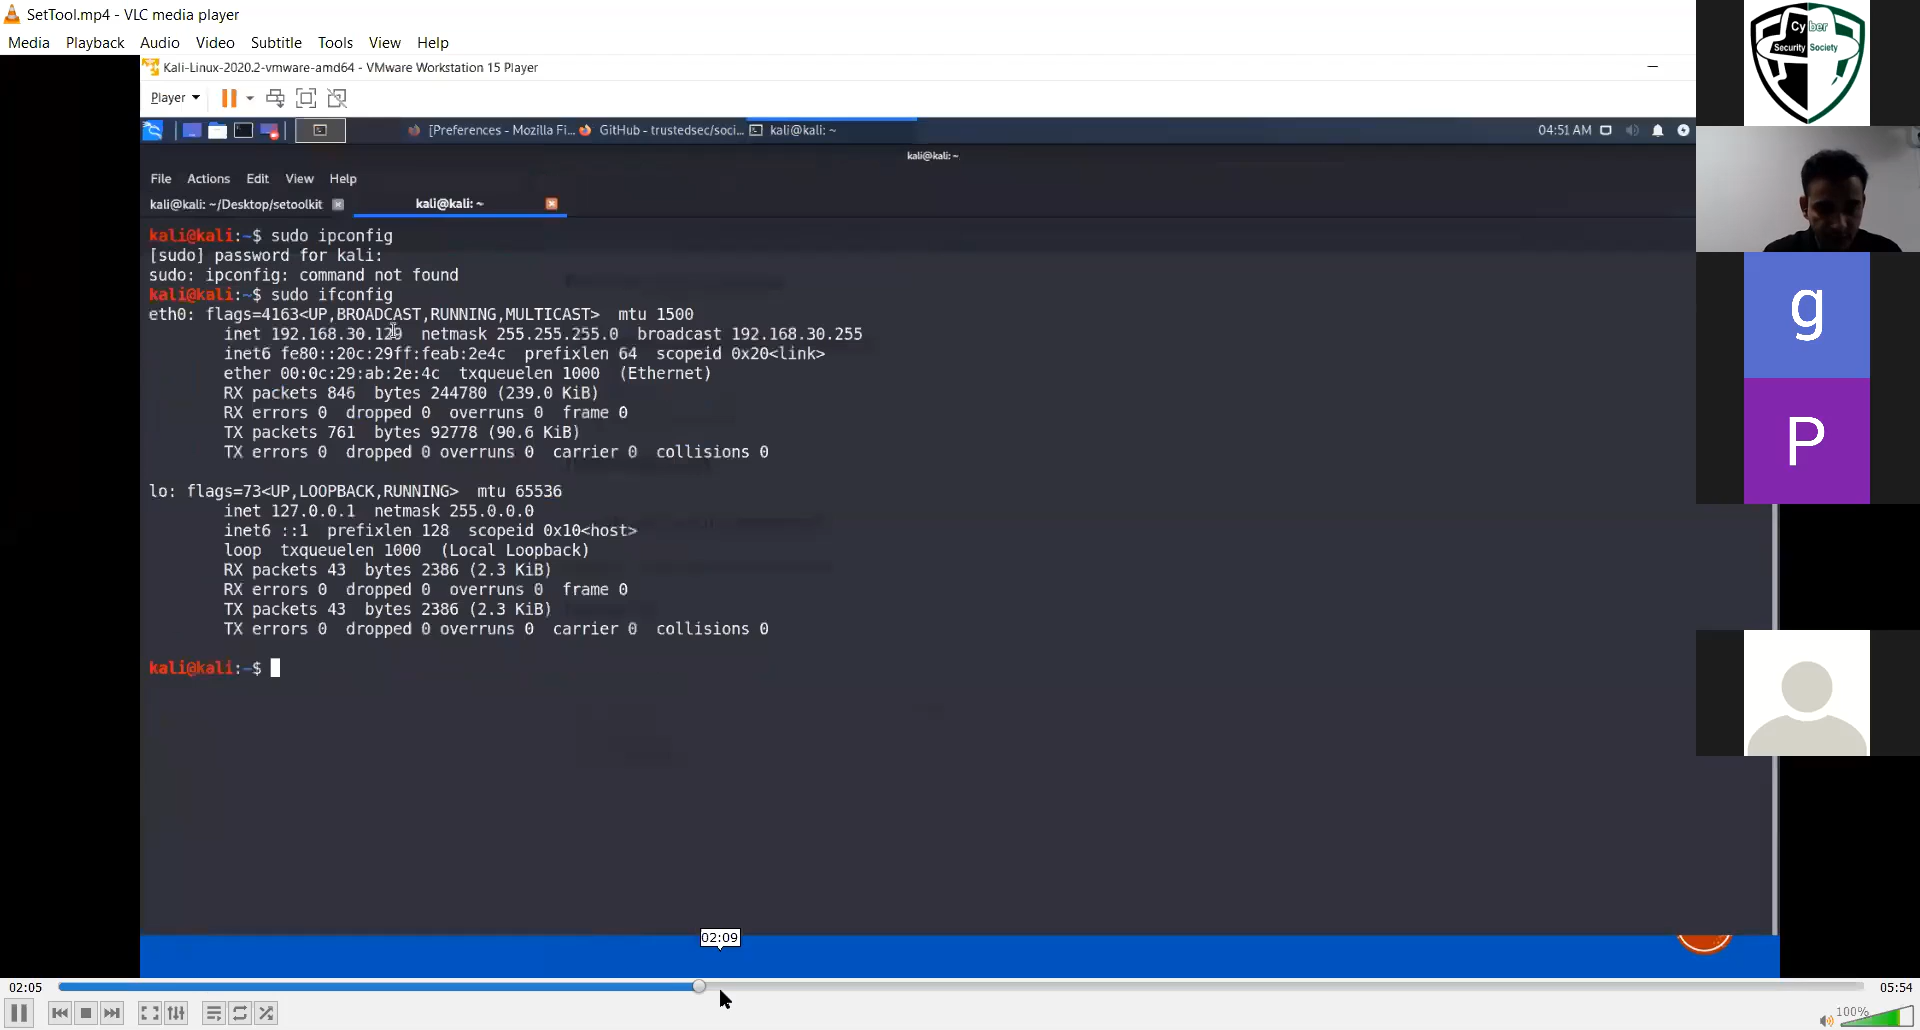 SetTool.mp4 - VLC media player
Media Playback Audio Video Subtitle Tools View Help
Kali-Linux-2020.2-vmware-amd64 - VMware Workstation 15 Player
Player
[Preferences - Mozilla Fi... GitHub - trustedsec/soci... kali@kali: ~ 04:51 AM
kali@kali: ~
File Actions Edit View Help
kali@kali: ~/Desktop/setoolkit kali@kali: ~
kali@kali:~$ sudo ipconfig
[sudo] password for kali:
sudo: ipconfig: command not found
kali@kali:~$ sudo ifconfig
eth0: flags=4163<UP,BROADCAST,RUNNING,MULTICAST> mtu 1500
inet 192.168.30.129 netmask 255.255.255.0 broadcast 192.168.30.255
inet6 fe80::20c:29ff:feab:2e4c prefixlen 64 scopeid 0x20<link>
ether 00:0c:29:ab:2e:4c txqueuelen 1000 (Ethernet)
RX packets 846 bytes 244780 (239.0 KiB)
RX errors 0 dropped 0 overruns 0 frame 0
TX packets 761 bytes 92778 (90.6 KiB)
TX errors 0 dropped 0 overruns 0 carrier 0 collisions 0
lo: flags=73<UP,LOOPBACK,RUNNING> mtu 65536
inet 127.0.0.1 netmask 255.0.0.0
inet6 ::1 prefixlen 128 scopeid 0x10<host>
loop txqueuelen 1000 (Local Loopback)
RX packets 43 bytes 2386 (2.3 KiB)
RX errors 0 dropped 0 overruns 0 frame 0
TX packets 43 bytes 2386 (2.3 KiB)
TX errors 0 dropped 0 overruns 0 carrier 0 collisions 0
kali@kali:~$
Cyber
Security Society
g
P
02:09
02:05 05:54
100%